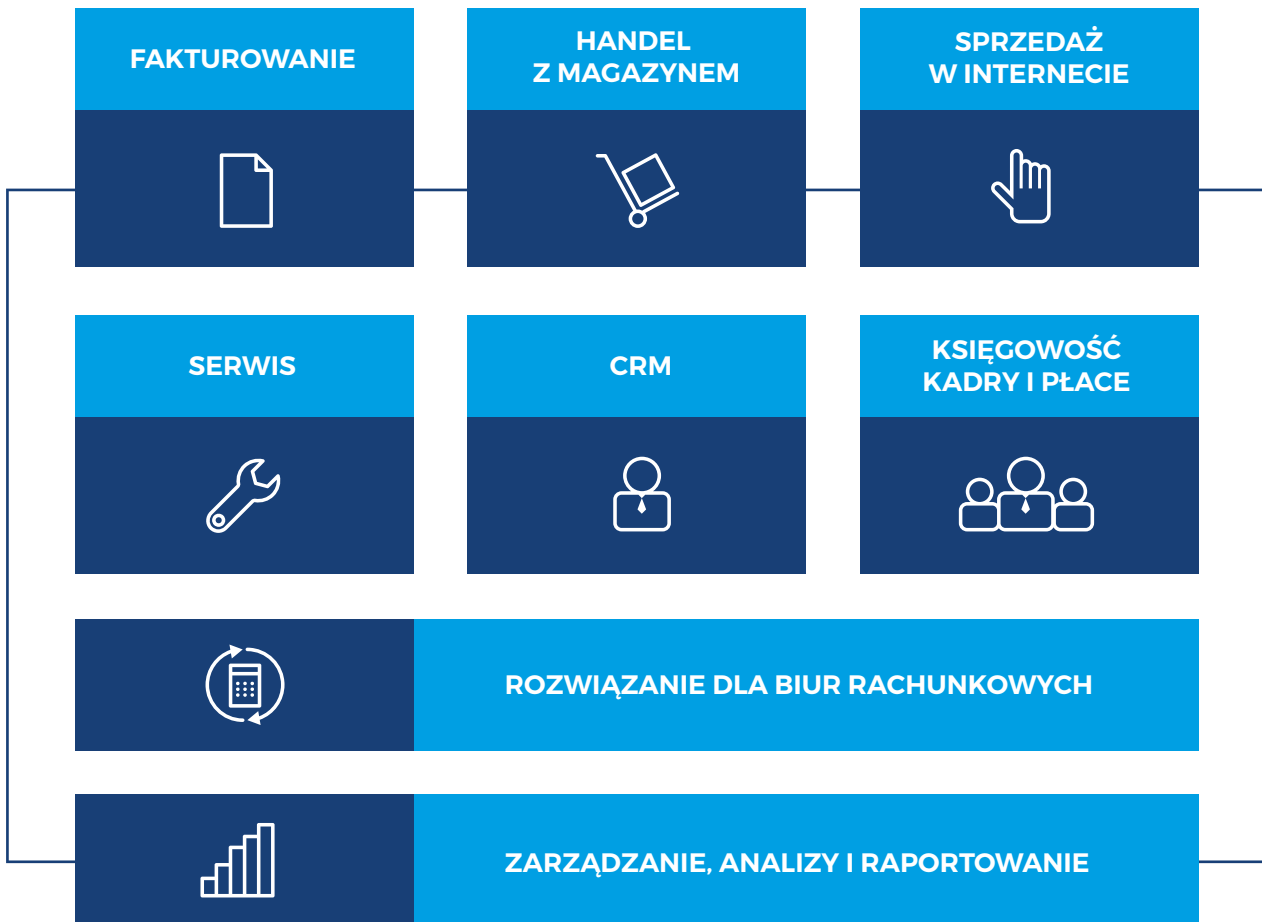 FAKTUROWANIE
HANDEL
Z MAGAZYNEM
SPRZEDAŻ
W INTERNECIE
SERWIS
CRM
KSIĘGOWOŚĆ
KADRY I PŁACE
ROZWIĄZANIE DLA BIUR RACHUNKOWYCH
ZARZĄDZANIE, ANALIZY I RAPORTOWANIE